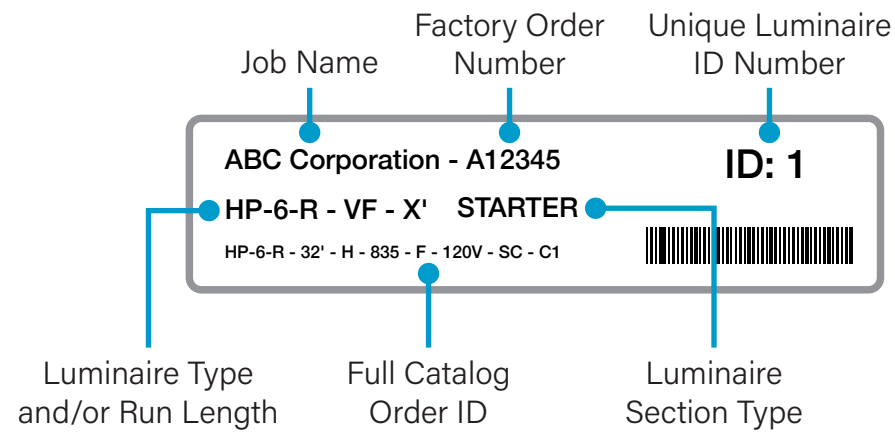 Job Name
Factory Order
Number
Unique Luminaire
ID Number
ABC Corporation - A12345
ID: 1
HP-6-R - VF - X' STARTER
HP-6-R - 32' - H - 835 - F - 120V - SC - C1
Luminaire Type
and/or Run Length
Full Catalog
Order ID
Luminaire
Section Type